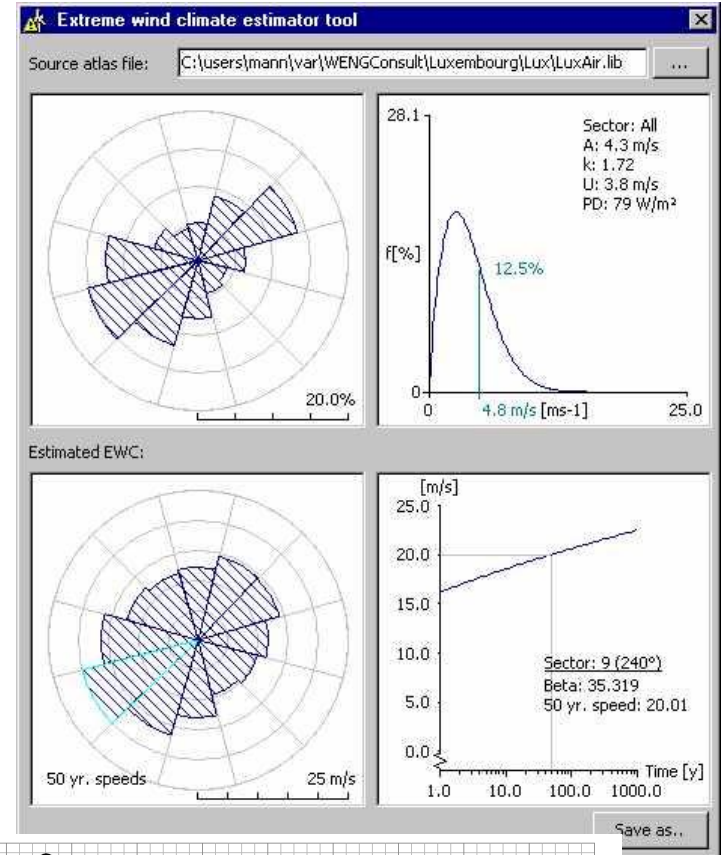 Extreme wind climate estimator tool
Source atlas file: C:\users\mann\var\WENGConsult\Luxembourg\Lux\LuxAir.lib ...
20.0%
28.1
Sector: All
A: 4.3 m/s
k: 1.72
U: 3.8 m/s
PD: 79 W/m²
f[%]
12.5%
0
0 4.8 m/s [ms-1] 25.0
Estimated EWC:
50 yr. speeds 25 m/s
[m/s]
25.0
20.0
15.0
10.0
5.0
0.0
Sector: 9 (240°)
Beta: 35.319
50 yr. speed: 20.01
Time [y]
1.0 10.0 100.0 1000.0
Save as..